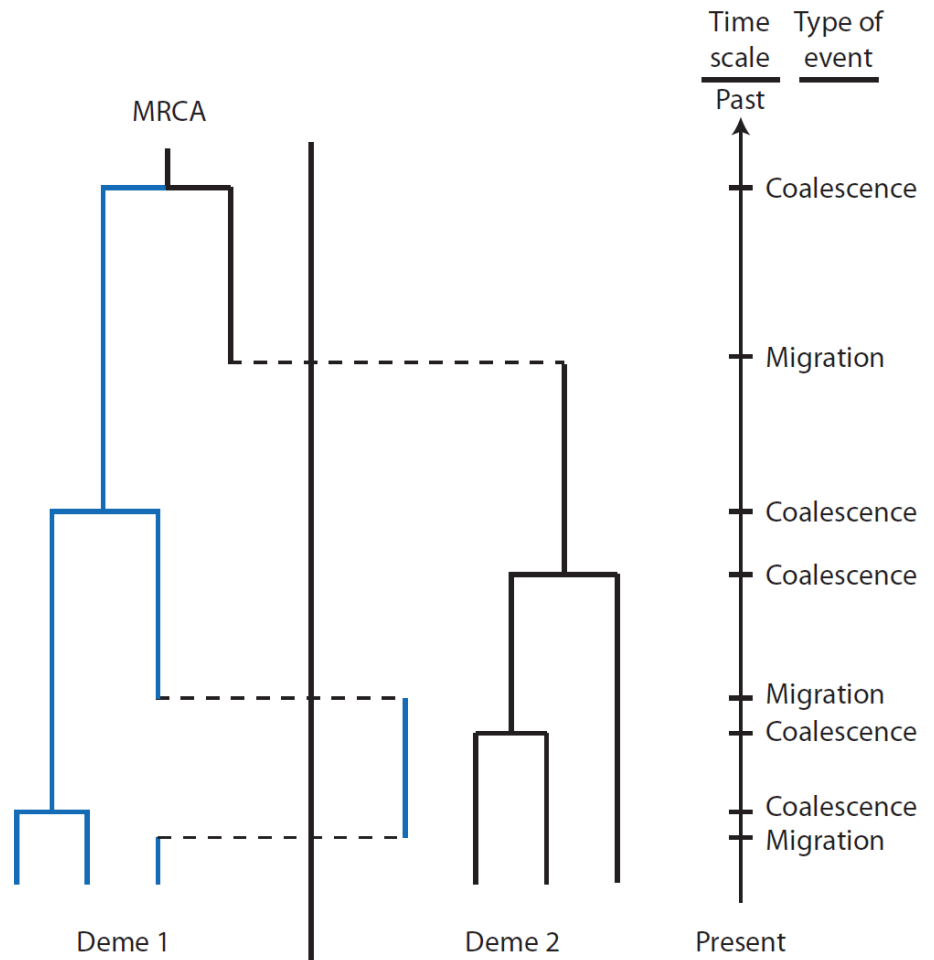 Time
scale
Type of
event
Past
MRCA
Coalescence
Migration
Coalescence
Coalescence
Migration
Coalescence
Coalescence
Migration
Deme 1
Deme 2
Present